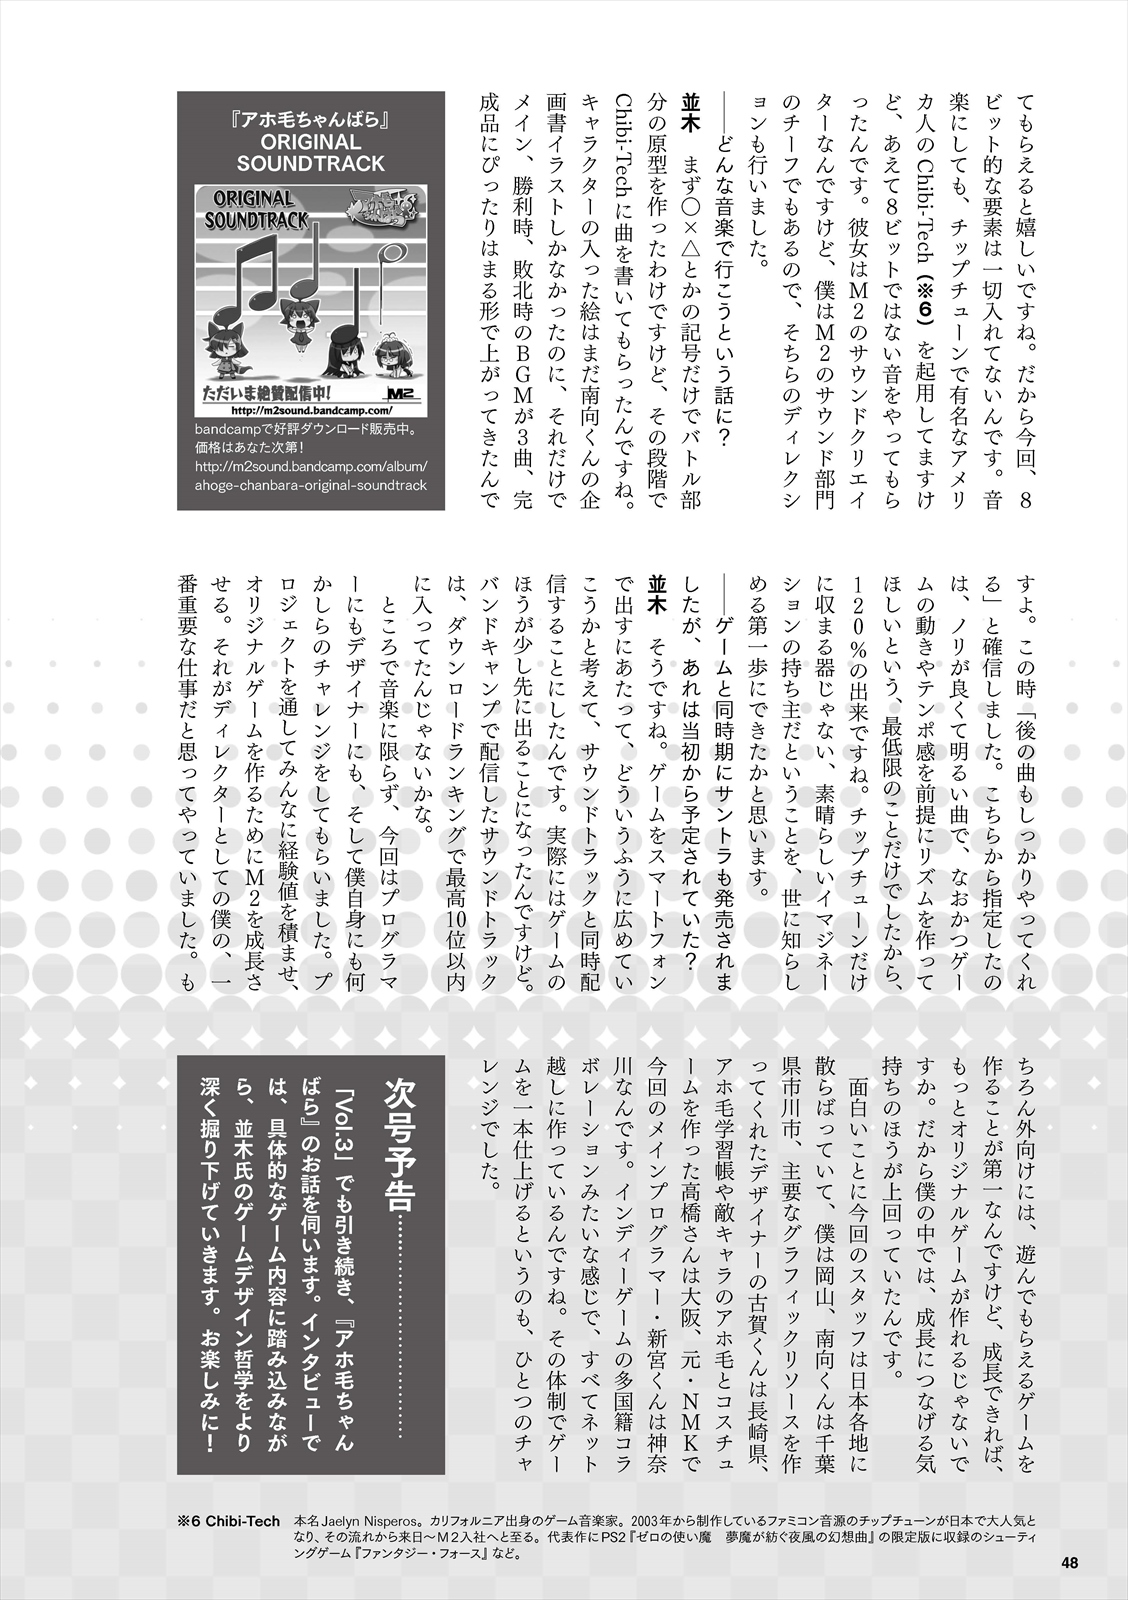 てもらえると嬉しいですね。だから今回、8
ビット的な要素は一切入れてないんです。音
楽にしても、チップチューンで有名なアメリ
カ人のChibi-Tech(※6)を起用してますけ
ど、あえて8ビットではない音をやってもら
ったんです。彼女はM2のサウンドクリエイ
ターなんですけど、僕はM2のサウンド部門
のチーフでもあるので、そちらのディレクシ
ョンも行いました。
――どんな音楽で行こうという話に?
並木 まず○×△とかの記号だけでバトル部
分の原型を作ったわけですけど、その段階で
Chibi-Techに曲を書いてもらったんですね。
キャラクターの入った絵はまだ南向くんの企
画書イラストしかなかったのに、それだけで
メイン、勝利時、敗北時のBGMが3曲、完
成品にぴったりはまる形で上がってきたんで
『アホ毛ちゃんばら』
ORIGINAL
SOUNDTRACK
ORIGINAL
SOUNDTRACK
ただいま絶賛配信中!
M2
http://m2sound.bandcamp.com/
bandcampで好評ダウンロード販売中。
価格はあなた次第!
http://m2sound.bandcamp.com/album/
ahoge-chanbara-original-soundtrack
すよ。この時「後の曲もしっかりやってくれ
る」と確信しました。こちらから指定したの
は、ノリが良くて明るい曲で、なおかつゲー
ムの動きやテンポ感を前提にリズムを作って
ほしいという、最低限のことだけでしたから、
120%の出来ですね。チップチューンだけ
に収まる器じゃない、素晴らしいイマジネー
ションの持ち主だということを、世に知らし
める第一歩にできたかと思います。
――ゲームと同時期にサントラも発売されま
したが、あれは当初から予定されていた?
並木 そうですね。ゲームをスマートフォン
で出すにあたって、どういうふうに広めてい
こうかと考えて、サウンドトラックと同時配
信することにしたんです。実際にはゲームの
ほうが少し先に出ることになったんですけど。
バンドキャンプで配信したサウンドトラック
は、ダウンロードランキングで最高10位以内
に入ってたんじゃないかな。
 ところで音楽に限らず、今回はプログラマ
ーにもデザイナーにも、そして僕自身にも何
かしらのチャレンジをしてもらいました。プ
ロジェクトを通してみんなに経験値を積ませ、
オリジナルゲームを作るためにM2を成長さ
せる。それがディレクターとしての僕の、一
番重要な仕事だと思ってやっていました。も
ちろん外向けには、遊んでもらえるゲームを
作ることが第一なんですけど、成長できれば、
もっとオリジナルゲームが作れるじゃないで
すか。だから僕の中では、成長につなげる気
持ちのほうが上回っていたんです。
 面白いことに今回のスタッフは日本各地に
散らばっていて、僕は岡山、南向くんは千葉
県市川市、主要なグラフィックリソースを作
ってくれたデザイナーの古賀くんは長崎県、
アホ毛学習帳や敵キャラのアホ毛とコスチュ
ームを作った高橋さんは大阪、元・NMKで
今回のメインプログラマー・新宮くんは神奈
川なんです。インディーゲームの多国籍コラ
ボレーションみたいな感じで、すべてネット
越しに作っているんですね。その体制でゲー
ムを一本仕上げるというのも、ひとつのチャ
レンジでした。
次号予告……………………
「Vol.3」でも引き続き、『アホ毛ちゃん
ばら』のお話を伺います。インタビューで
は、具体的なゲーム内容に踏み込みなが
ら、並木氏のゲームデザイン哲学をより
深く掘り下げていきます。お楽しみに!
※6 Chibi-Tech 本名Jaelyn Nisperos。カリフォルニア出身のゲーム音楽家。2003年から制作しているファミコン音源のチップチューンが日本で大人気と
なり、その流れから来日~M2入社へと至る。代表作にPS2『ゼロの使い魔 夢魔が紡ぐ夜風の幻想曲』の限定版に収録のシューティ
ングゲーム『ファンタジー・フォース』など。
48